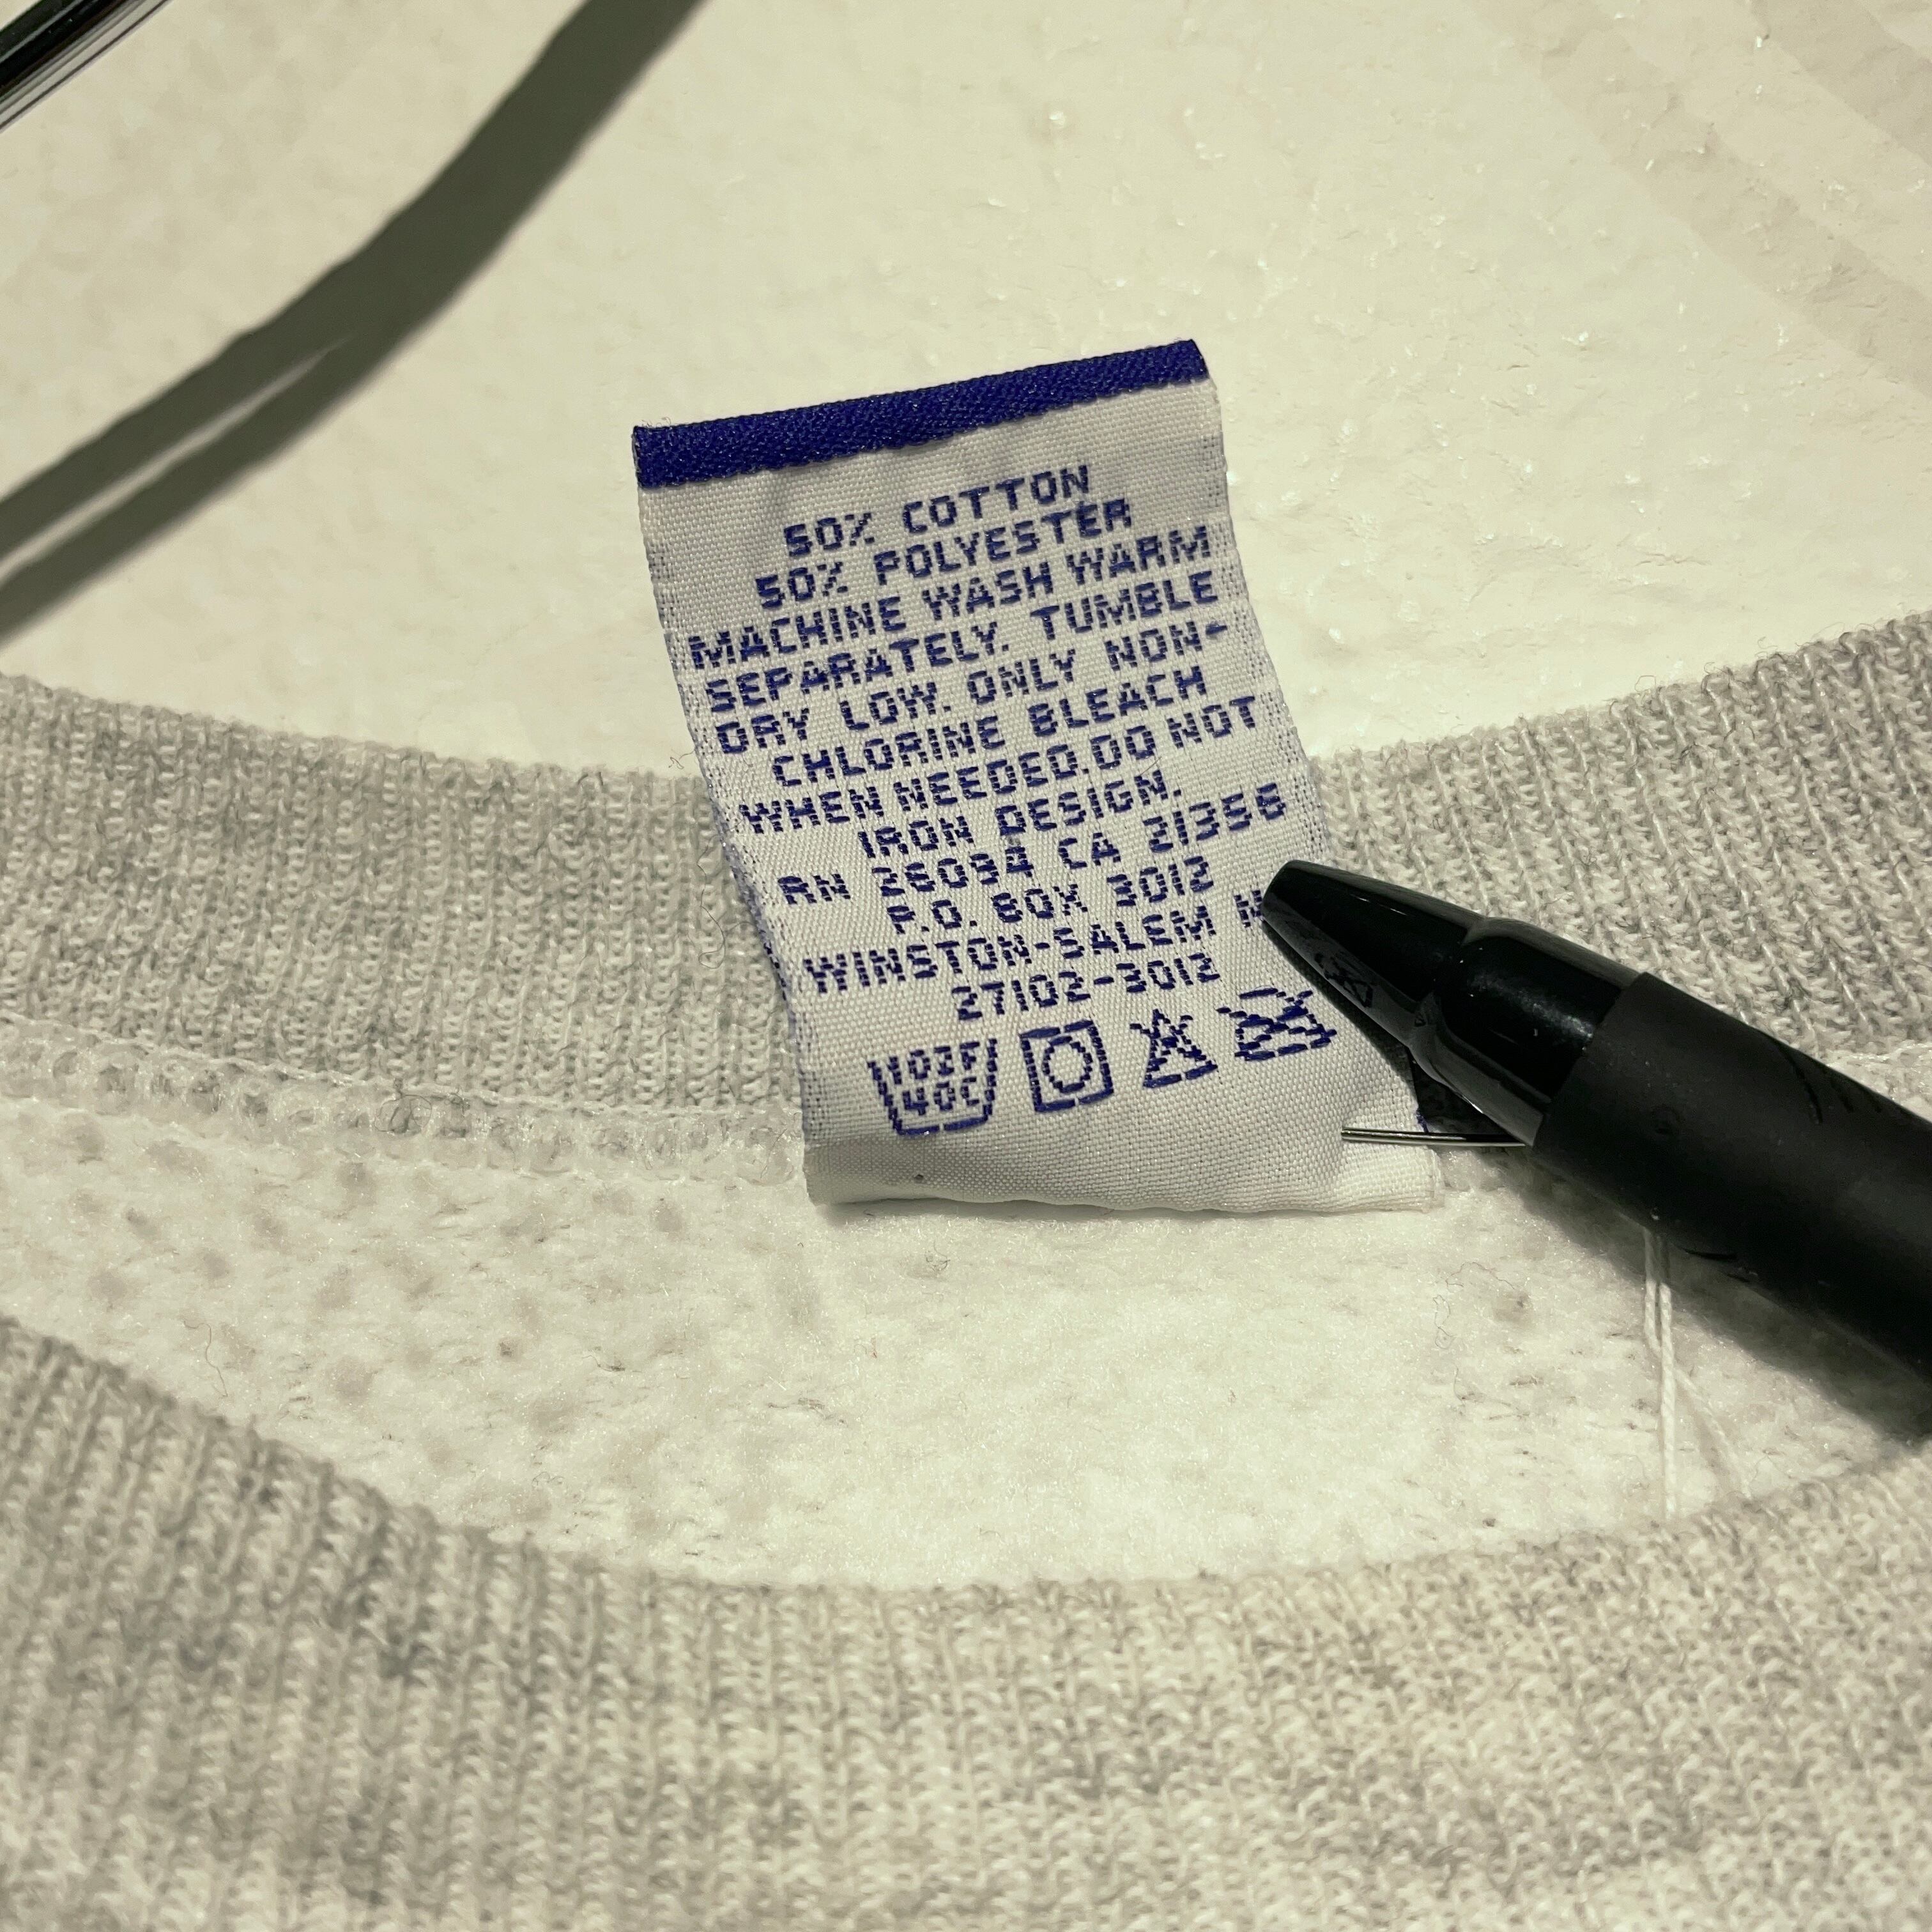 50% COTTON
50% POLYESTER
MACHINE WASH WARM
SEPARATELY. TUMBLE
DRY LOW. ONLY NON-
CHLORINE BLEACH
WHEN NEEDED.DO NOT
IRON DESIGN.
RN 26094 CA 21356
P.O. BOX 3012
WINSTON-SALEM N
27102-3012
102F
40C